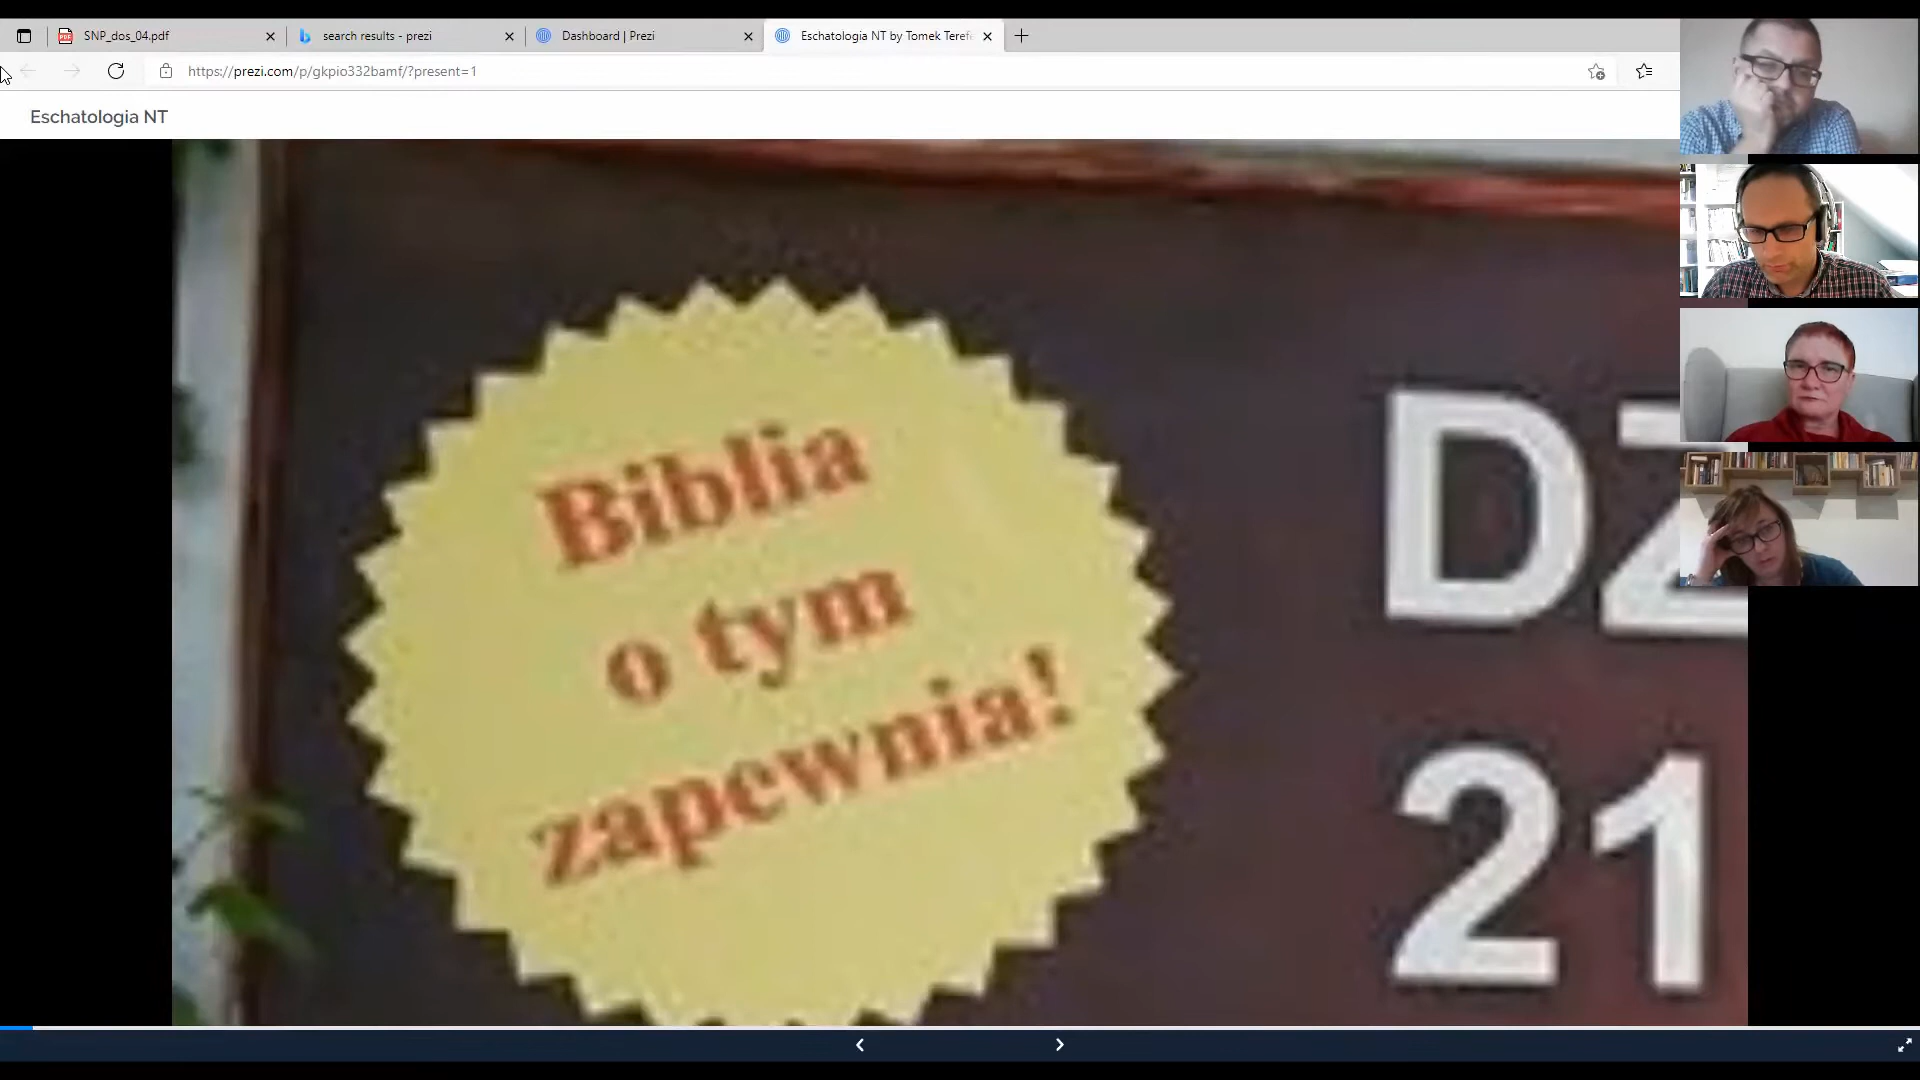 SNP_dos_04.pdf
search results - prezi
Dashboard | Prezi
Eschatologia NT by Tomek Terefe
https://prezi.com/p/gkpio332bamf/?present=1
Eschatologia NT
Biblia
o tym
zapewnia!
DZ
21